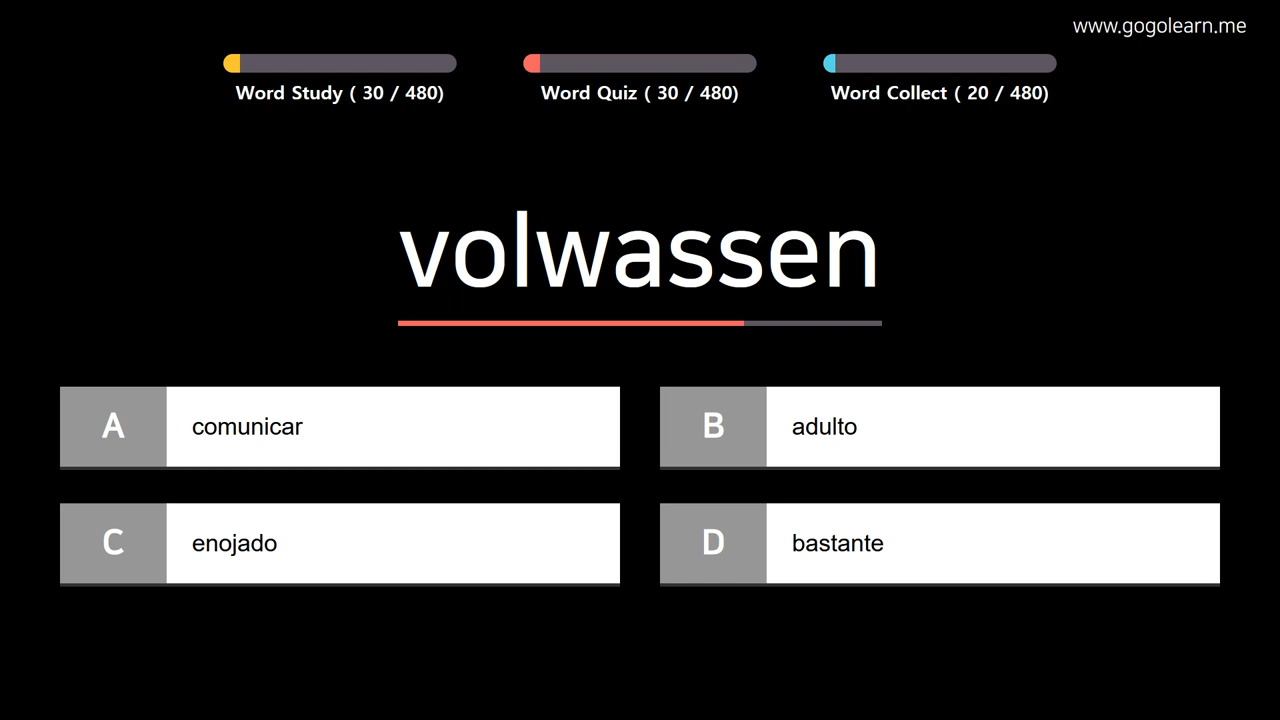 www.gogolearn.me
Word Study ( 30 / 480)
Word Quiz ( 30 / 480)
Word Collect ( 20 / 480)
volwassen
A comunicar
B adulto
C enojado
D bastante